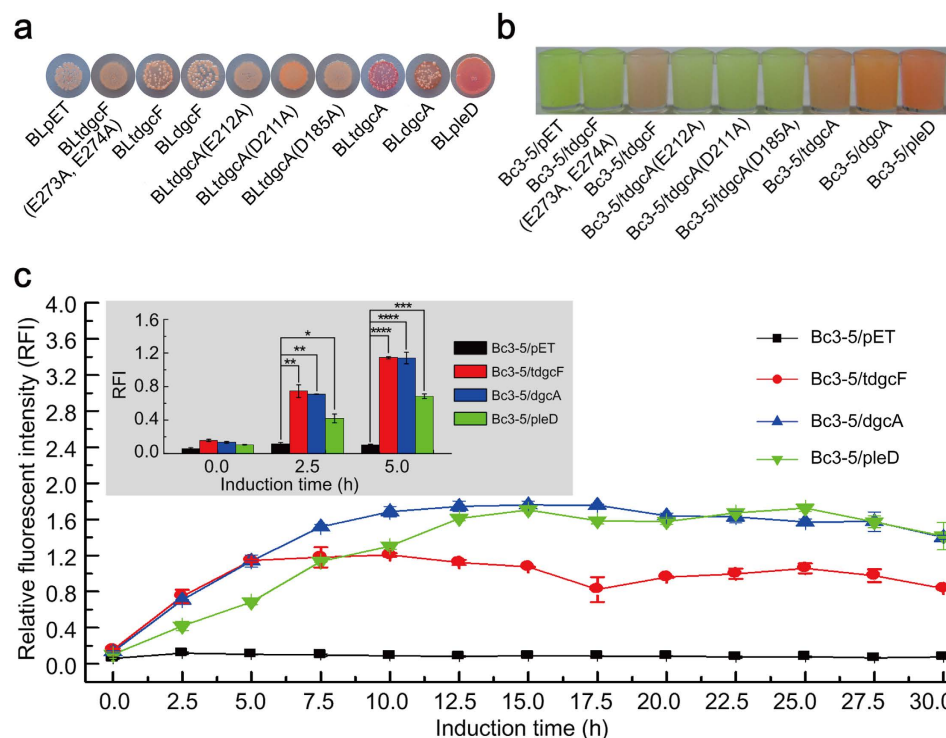 a
BLpET
BLtdgcF
(E273A, E274A)
BLtdgcF
BLdgcF
BLtdgcA(E212A)
BLtdgcA(D211A)
BLtdgcA(D185A)
BLtdgcA
BLdgcA
BLpleD
b
Bc3-5/pET
Bc3-5/tdgcF
(E273A, E274A)
Bc3-5/tdgcF
Bc3-5/tdgcA(E212A)
Bc3-5/tdgcA(D211A)
Bc3-5/tdgcA(D185A)
Bc3-5/tdgcA
Bc3-5/dgcA
Bc3-5/pleD
c
Relative fluorescent intensity (RFI)
4.0
3.6
3.2
2.8
2.4
2.0
1.6
1.2
0.8
0.4
0.0
0.0 2.5 5.0 7.5 10.0 12.5 15.0 17.5 20.0 22.5 25.0 27.5 30.0
Induction time (h)
RFI
1.6
1.2
0.8
0.4
0.0
* ** **
*** **** ****
0.0 2.5 5.0
Induction time (h)
Bc3-5/pET
Bc3-5/tdgcF
Bc3-5/dgcA
Bc3-5/pleD
Bc3-5/pET
Bc3-5/tdgcF
Bc3-5/dgcA
Bc3-5/pleD